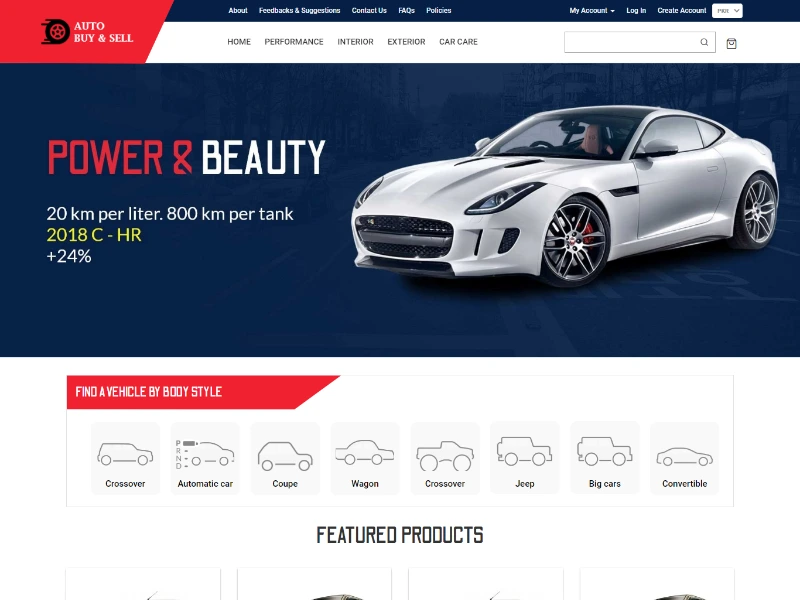 AUTO
BUY & SELL
About Feedbacks & Suggestions Contact Us FAQs Policies My Account Log In Create Account PKR
HOME PERFORMANCE INTERIOR EXTERIOR CAR CARE
POWER & BEAUTY
20 km per liter. 800 km per tank
2018 C - HR
+24%
FIND A VEHICLE BY BODY STYLE
P
R
N
D
Crossover Automatic car Coupe Wagon Crossover Jeep Big cars Convertible
FEATURED PRODUCTS